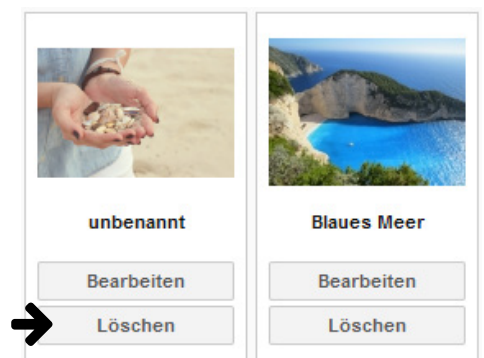 unbenannt
Bearbeiten
Löschen
Blaues Meer
Bearbeiten
Löschen